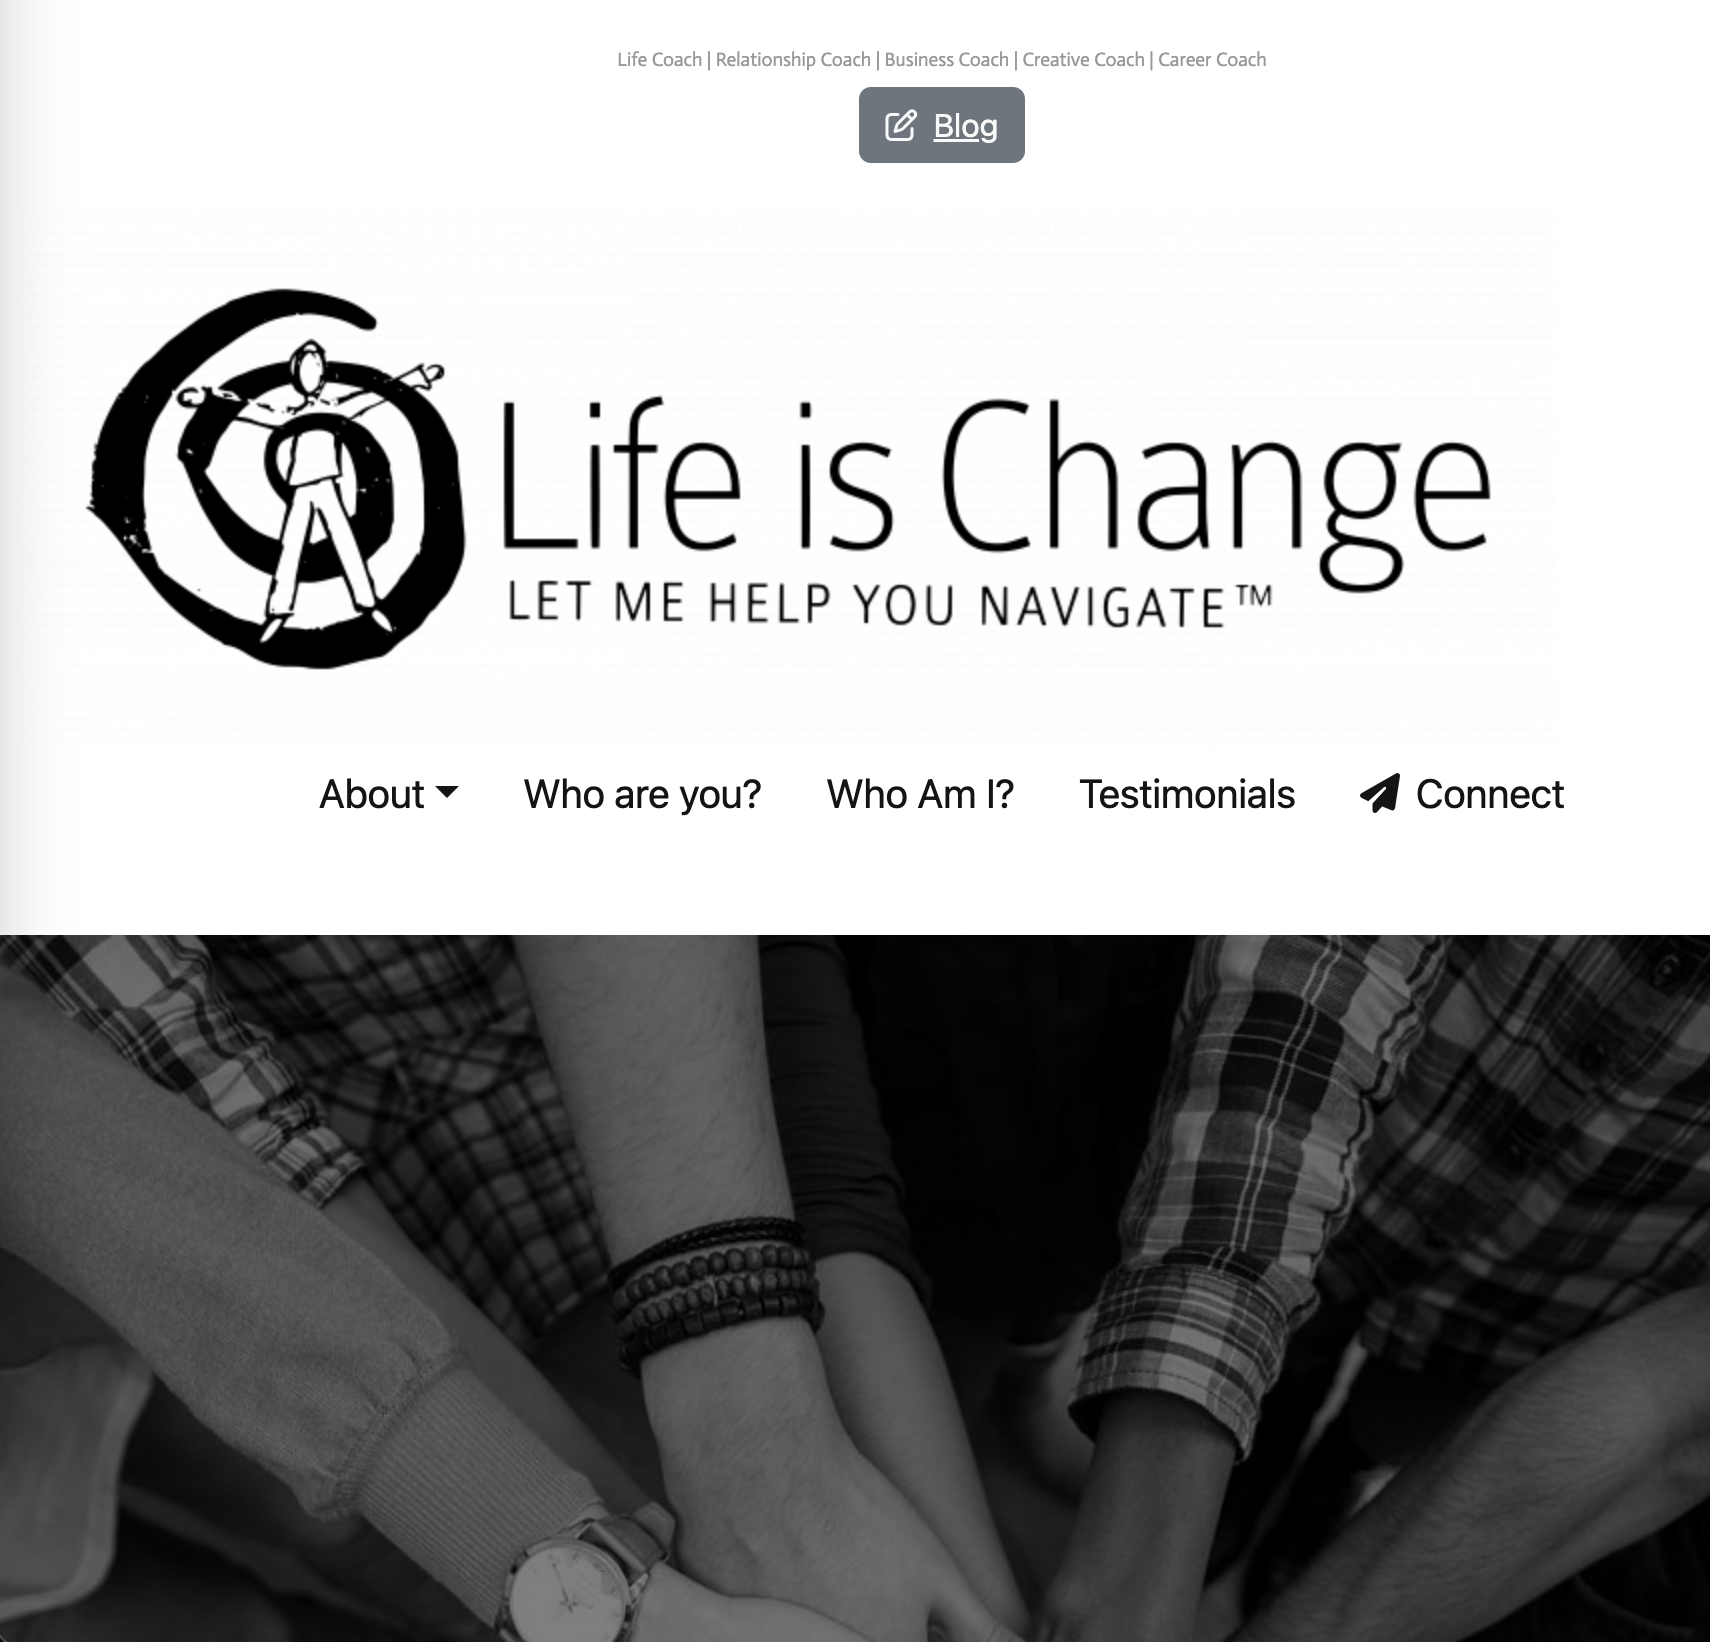 Life Coach | Relationship Coach | Business Coach | Creative Coach | Career Coach
Blog
Life is Change
LET ME HELP YOU NAVIGATE™
About Who are you? Who Am I? Testimonials Connect